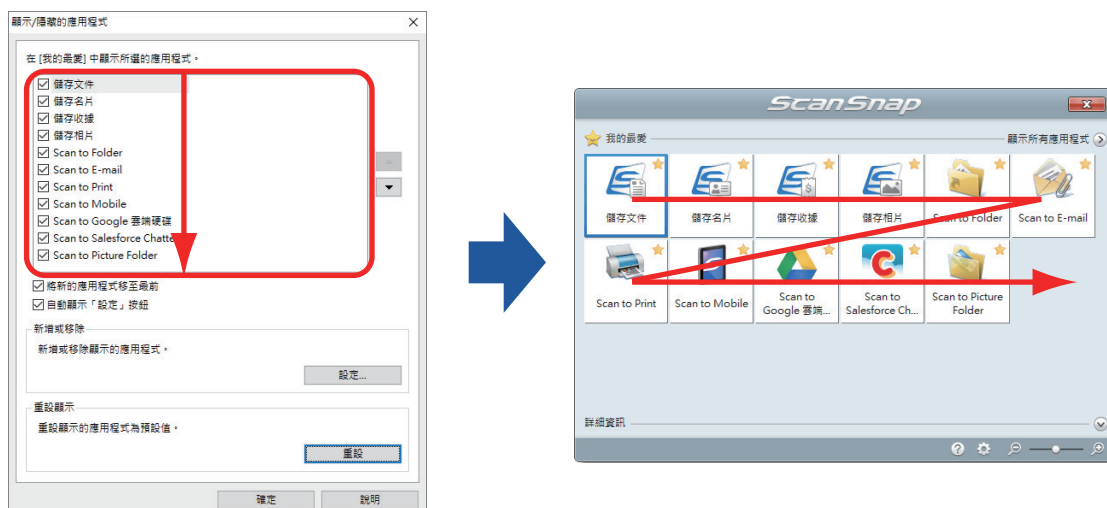 顯示/隱藏的應用程式
在 [我的最愛] 中顯示所選的應用程式。
儲存文件
儲存名片
儲存收據
儲存相片
Scan to Folder
Scan to E-mail
Scan to Print
Scan to Mobile
Scan to Google 雲端硬碟
Scan to Salesforce Chatte
Scan to Picture Folder
將新的應用程式移至最前
自動顯示「設定」按鈕
新增或移除
新增或移除顯示的應用程式。
設定...
重設顯示
重設顯示的應用程式為預設值。
重設
確定
說明
ScanSnap
我的最愛
顯示所有應用程式
儲存文件
儲存名片
儲存收據
儲存相片
Scan to Folder
Scan to E-mail
Scan to Print
Scan to Mobile
Scan to
Google 雲端...
Scan to
Salesforce Ch...
Scan to Picture
Folder
詳細資訊